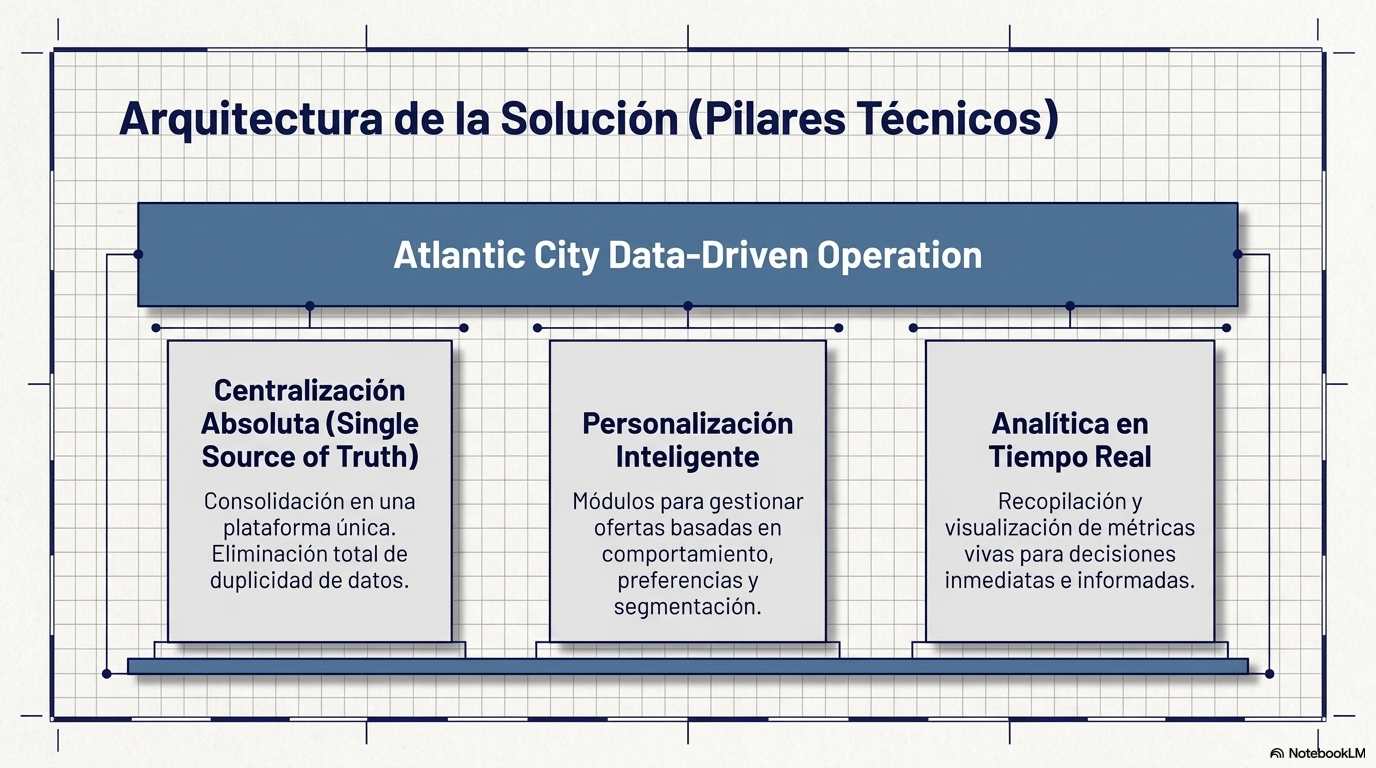 Arquitectura de la Solución (Pilares Técnicos)
Atlantic City Data-Driven Operation
Centralización
Absoluta (Single
Source of Truth)
Consolidación en una
plataforma única.
Eliminación total de
duplicidad de datos.
Personalización
Inteligente
Módulos para gestionar
ofertas basadas en
comportamiento,
preferencias y
segmentación.
Analítica en
Tiempo Real
Recopilación y
visualización de métricas
vivas para decisiones
inmediatas e informadas.
NotebookLM